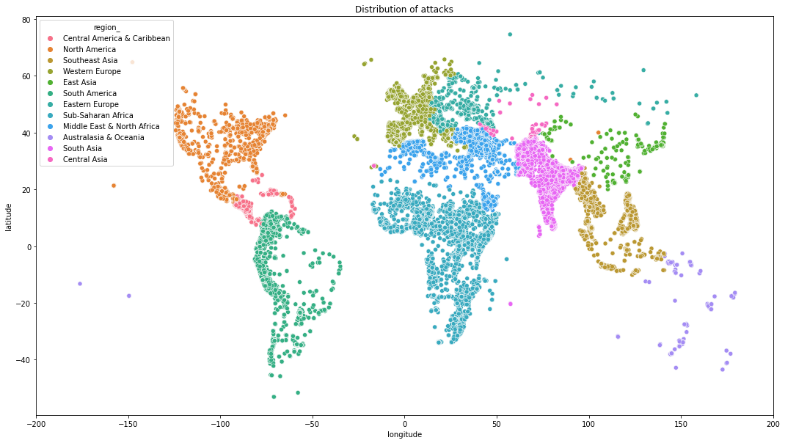 Distribution of attacks
region_
Central America & Caribbean
North America
Southeast Asia
Western Europe
East Asia
South America
Eastern Europe
Sub-Saharan Africa
Middle East & North Africa
Australasia & Oceania
South Asia
Central Asia
latitude
80
60
40
20
0
−20
−40
−200
−150
−100
−50
0
50
100
150
200
longitude